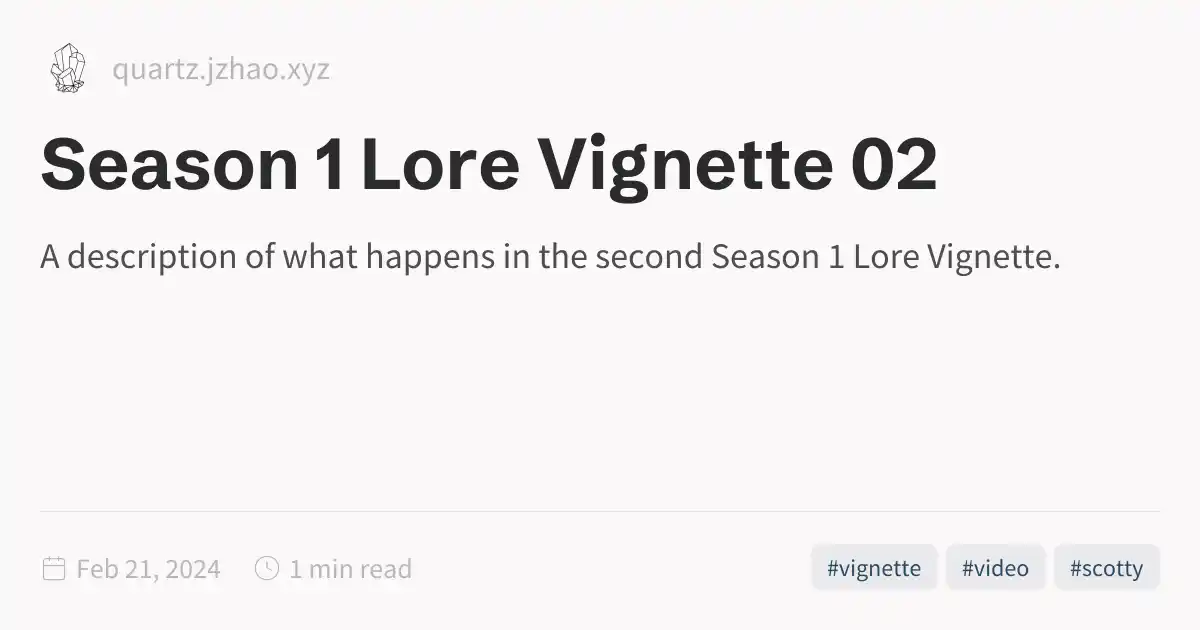 quartz.jzhao.xyz
Season 1 Lore Vignette 02
A description of what happens in the second Season 1 Lore Vignette.
Feb 21, 2024 1 min read #vignette #video #scotty